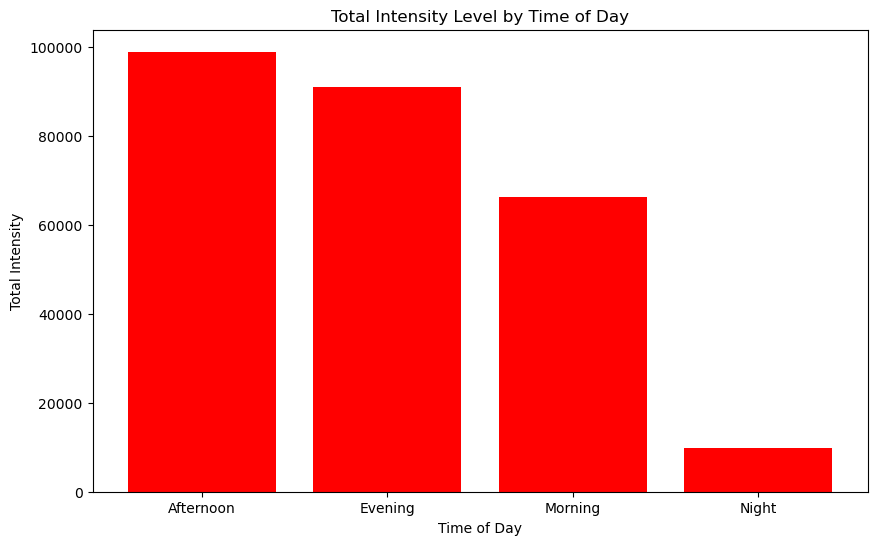 Total Intensity Level by Time of Day
100000
80000
60000
40000
20000
0
Total Intensity
Afternoon Evening Morning Night
Time of Day